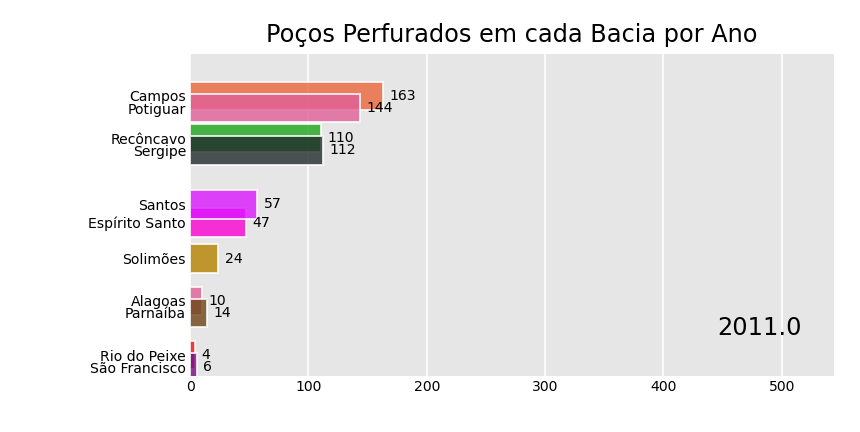 Poços Perfurados em cada Bacia por Ano
Campos 163
Potiguar 144
Recôncavo 110
Sergipe 112
Santos 57
Espírito Santo 47
Solimões 24
Alagoas 10
Parnaíba 14
2011.0
Rio do Peixe 4
São Francisco 6
0 100 200 300 400 500